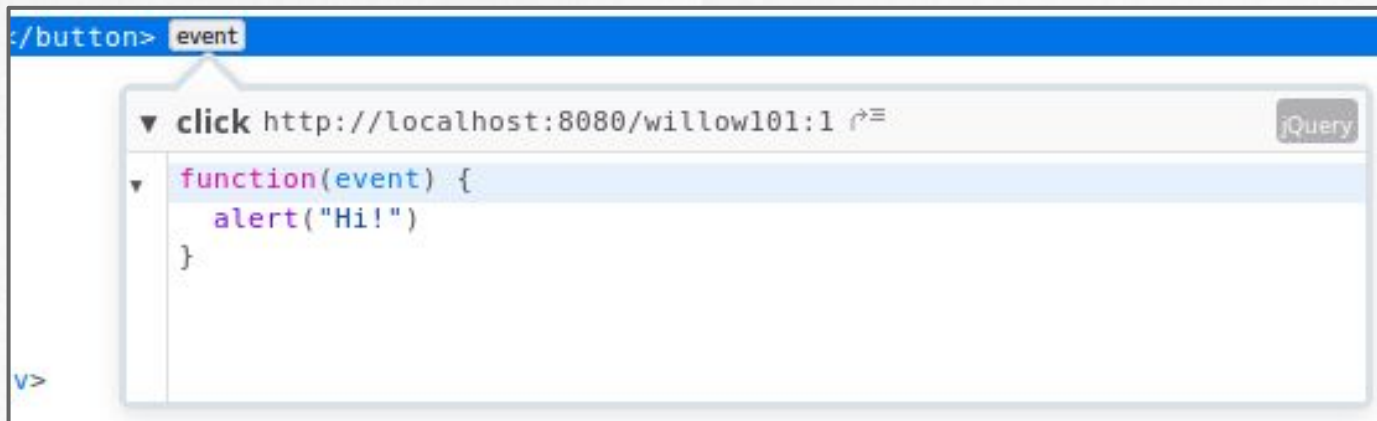 </button> event
▼ click http://localhost:8080/willow101:1
jQuery
function(event) {
alert("Hi!")
}
v>